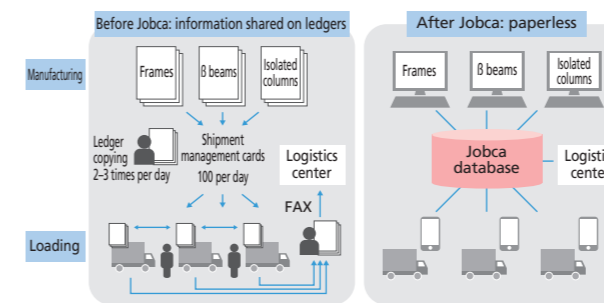 Before Jobca: information shared on ledgers
Manufacturing
Frames
ß beams
Isolated
columns
Ledger
copying
2–3 times per day
Shipment
management cards
100 per day
Logistics
center
FAX
Loading
After Jobca: paperless
Frames
ß beams
Isolated
columns
Jobca
database